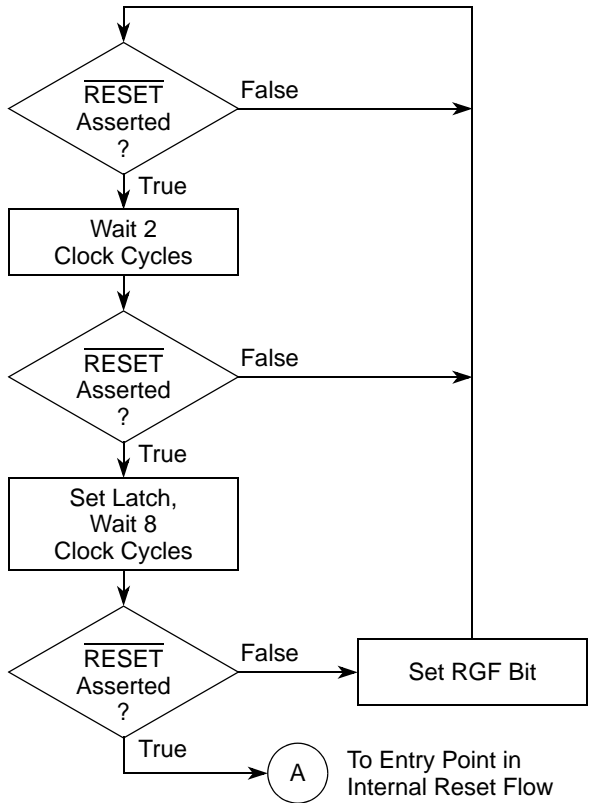 RESET
Asserted
?
False
True
Wait 2
Clock Cycles
RESET
Asserted
?
False
True
Set Latch,
Wait 8
Clock Cycles
RESET
Asserted
?
False
Set RGF Bit
True
A
To Entry Point in
Internal Reset Flow